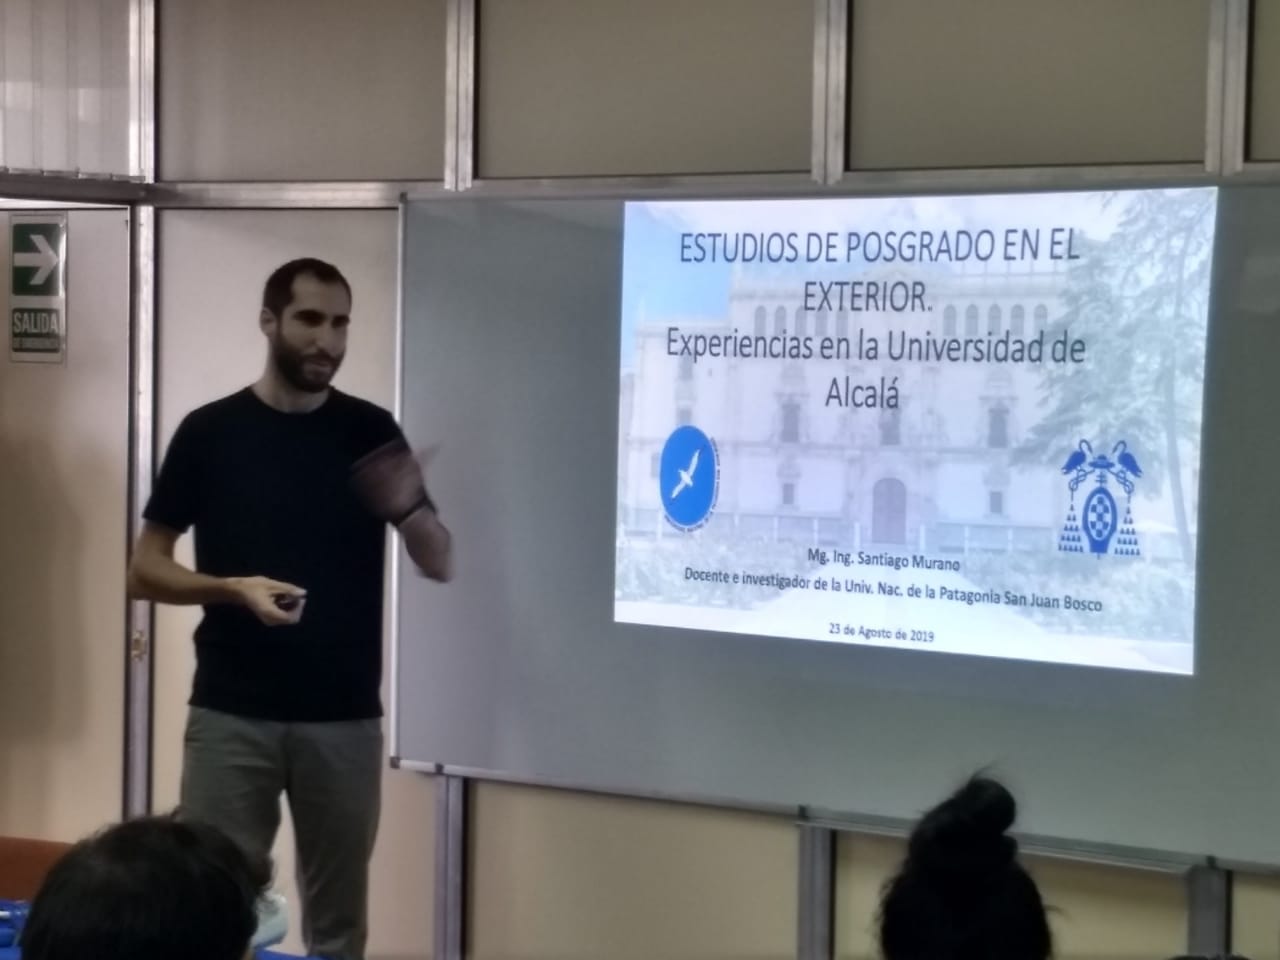 SALIDA
ESTUDIOS DE POSGRADO EN EL
EXTERIOR.
Experiencias en la Universidad de
Alcalá
Mg. Ing. Santiago Murano
Docente e investigador de la Univ. Nac. de la Patagonia San Juan Bosco
23 de Agosto de 2019